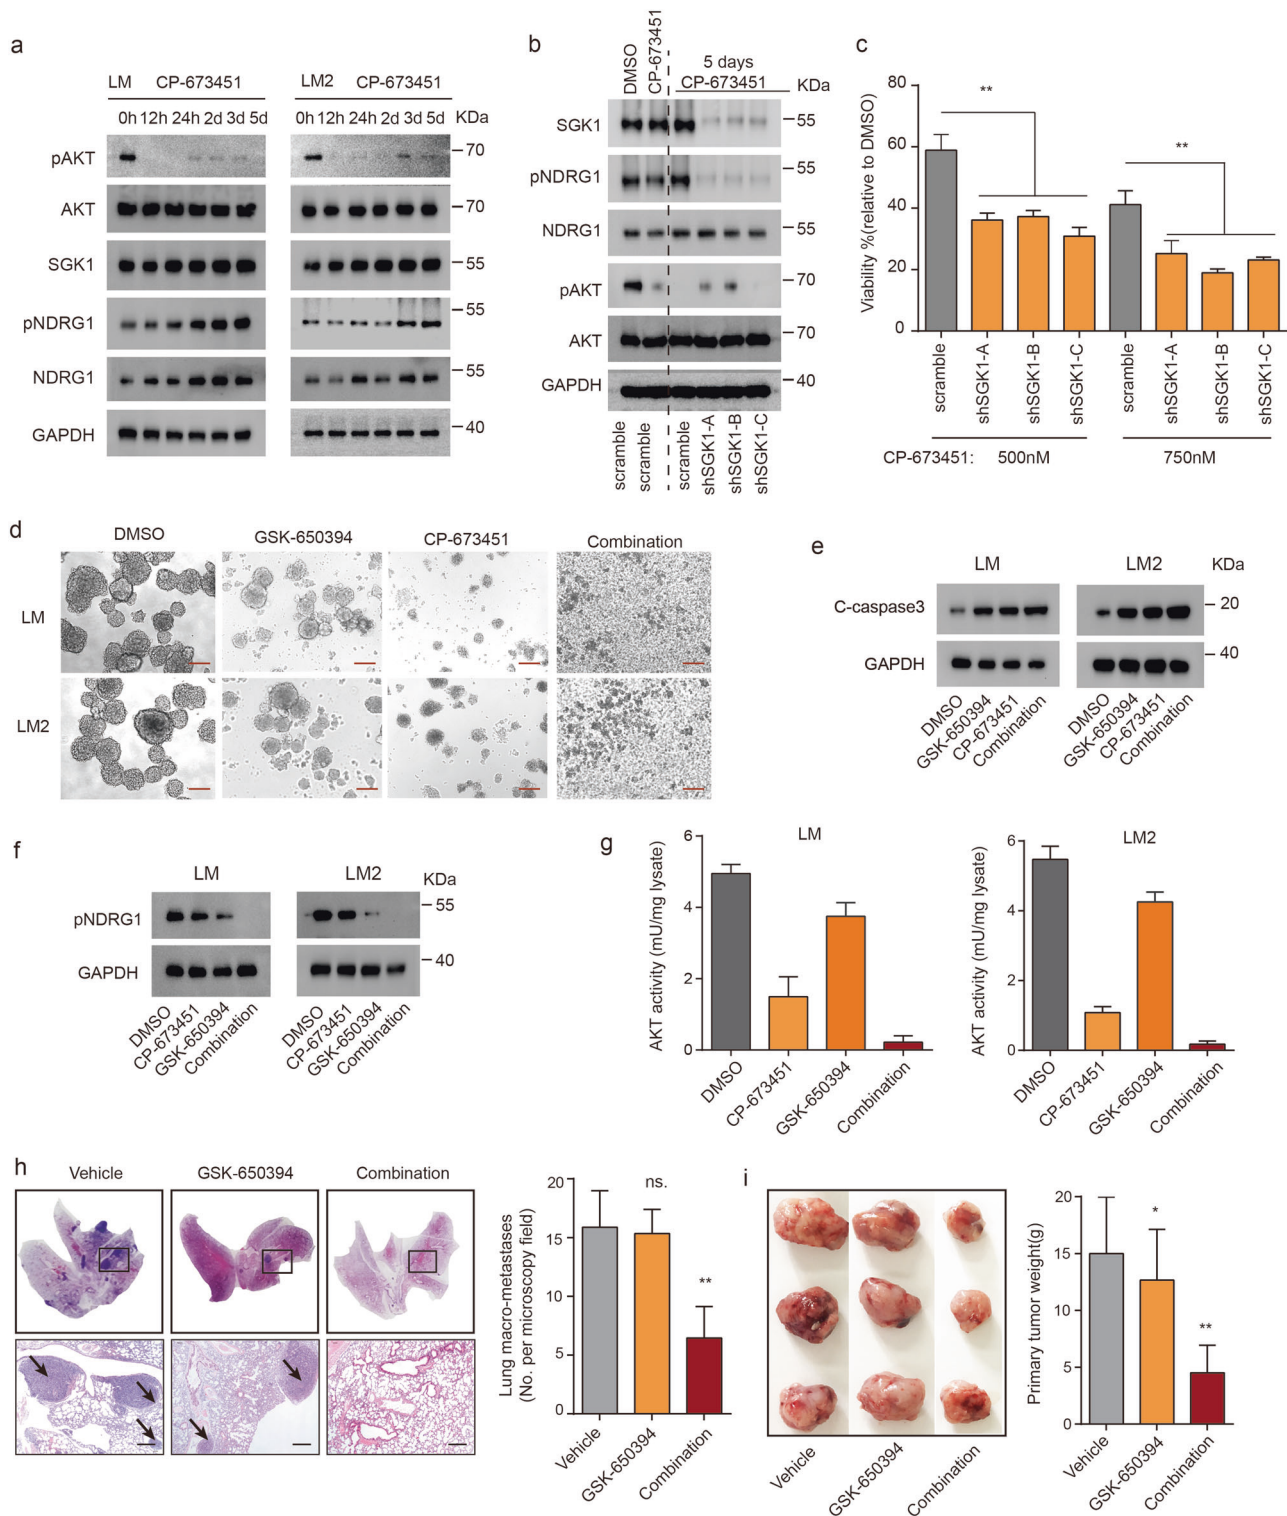 a
LM CP-673451
0h 12h 24h 2d 3d 5d
LM2 CP-673451
0h 12h 24h 2d 3d 5d
KDa
pAKT
70
AKT
70
SGK1
55
pNDRG1
55
NDRG1
55
GAPDH
40
b
DMSO
CP-673451
5 days
CP-673451
KDa
SGK1
55
pNDRG1
55
NDRG1
55
pAKT
70
AKT
70
GAPDH
40
scramble
scramble
scramble
shSGK1-A
shSGK1-B
shSGK1-C
c
Viability %(relative to DMSO)
80
60
40
20
0
**
**
scramble
shSGK1-A
shSGK1-B
shSGK1-C
scramble
shSGK1-A
shSGK1-B
shSGK1-C
CP-673451: 500nM 750nM
d
DMSO GSK-650394 CP-673451 Combination
LM
LM2
e
LM LM2 KDa
C-caspase3
20
GAPDH
40
DMSO
GSK-650394
CP-673451
Combination
DMSO
GSK-650394
CP-673451
Combination
f
LM LM2 KDa
pNDRG1
55
GAPDH
40
DMSO
CP-673451
GSK-650394
Combination
DMSO
CP-673451
GSK-650394
Combination
g
LM
AKT activity (mU/mg lysate)
6
4
2
0
DMSO
CP-673451
GSK-650394
Combination
LM2
AKT activity (mU/mg lysate)
6
4
2
0
DMSO
CP-673451
GSK-650394
Combination
h
Vehicle GSK-650394 Combination
Lung macro-metastases
(No. per microscopy field)
20
15
10
5
0
ns.
**
Vehicle
GSK-650394
Combination
i
Vehicle
GSK-650394
Combination
Primary tumor weight(g)
20
15
10
5
0
*
**
Vehicle
GSK-650394
Combination